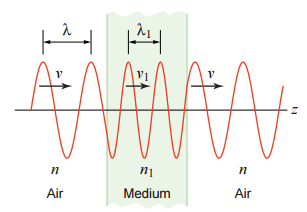 λ λ₁
v v₁ v
z
n n₁ n
Air Medium Air